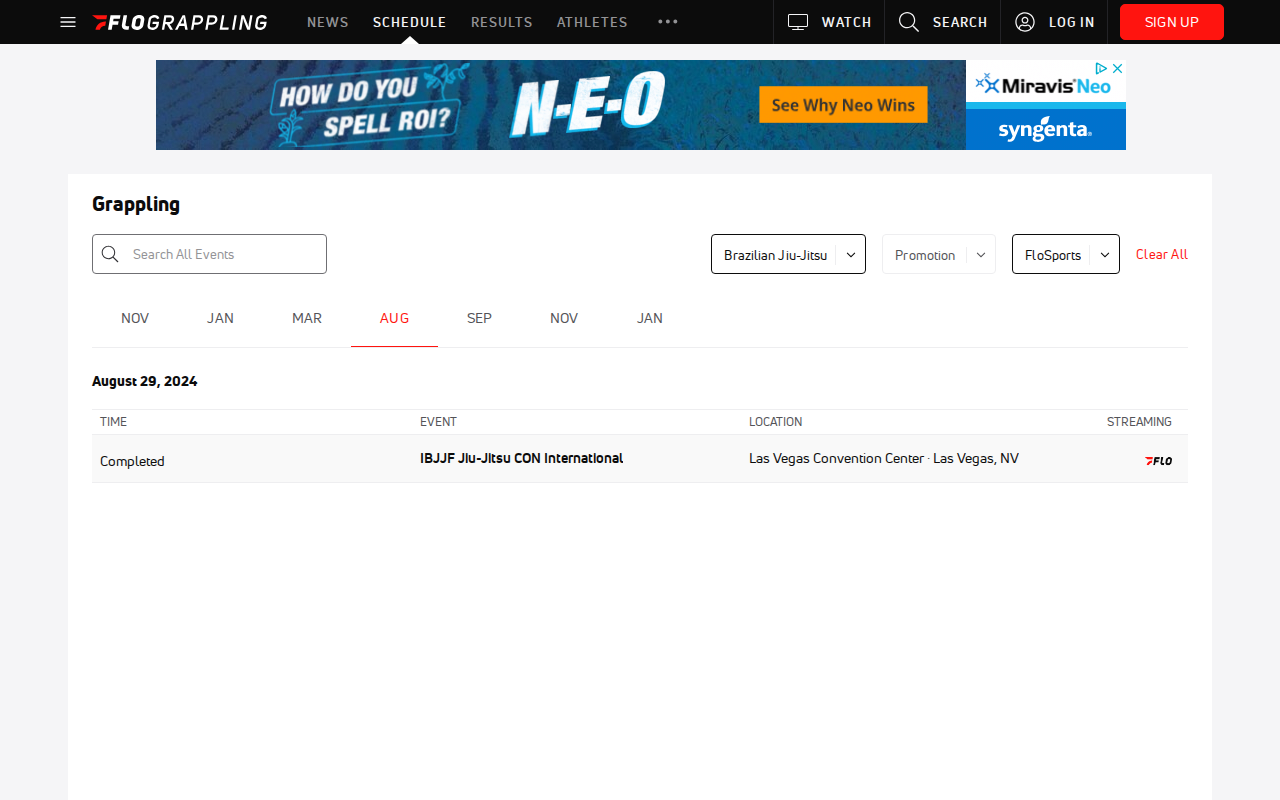 FLOGRAPPLING NEWS SCHEDULE RESULTS ATHLETES ••• WATCH SEARCH LOG IN SIGN UP
HOW DO YOU SPELL ROI? N-E-O See Why Neo Wins Miravis® Neo syngenta®
Grappling
Search All Events Brazilian Jiu-Jitsu Promotion FloSports Clear All
NOV JAN MAR AUG SEP NOV JAN
August 29, 2024
TIME EVENT LOCATION STREAMING
Completed IBJJF Jiu-Jitsu CON International Las Vegas Convention Center · Las Vegas, NV FLO